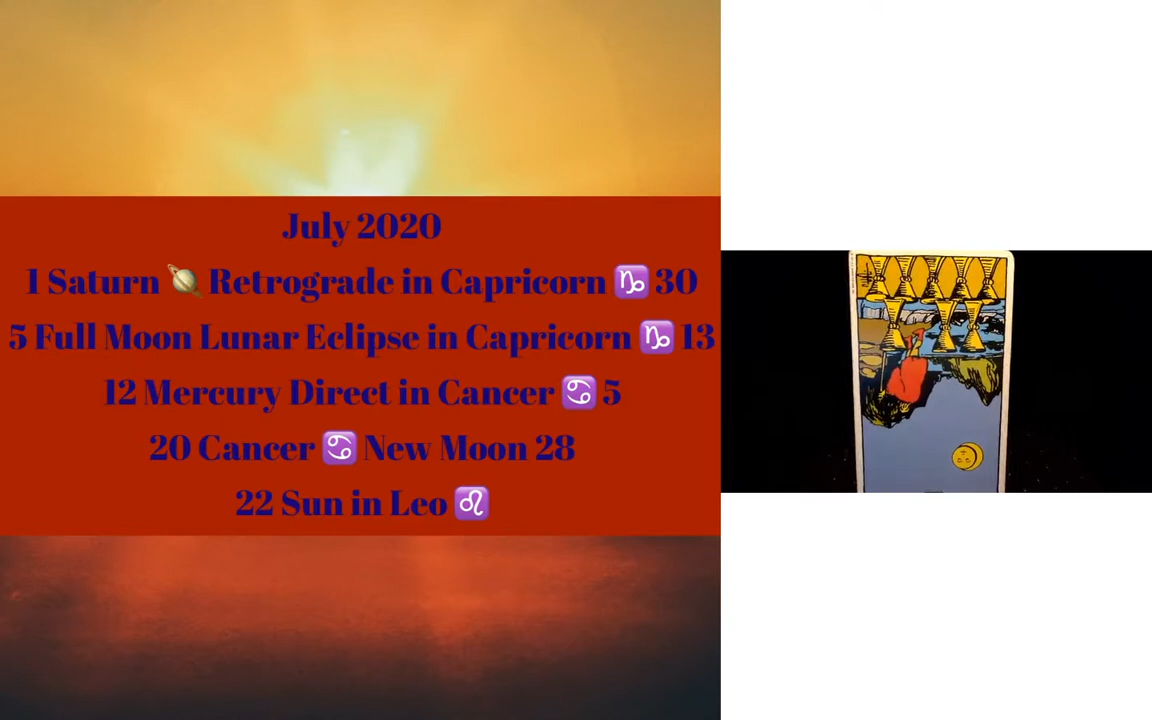 July 2020
1 Saturn 🪐 Retrograde in Capricorn ♑ 30
5 Full Moon Lunar Eclipse in Capricorn ♑ 13
12 Mercury Direct in Cancer ♋ 5
20 Cancer ♋ New Moon 28
22 Sun in Leo ♌